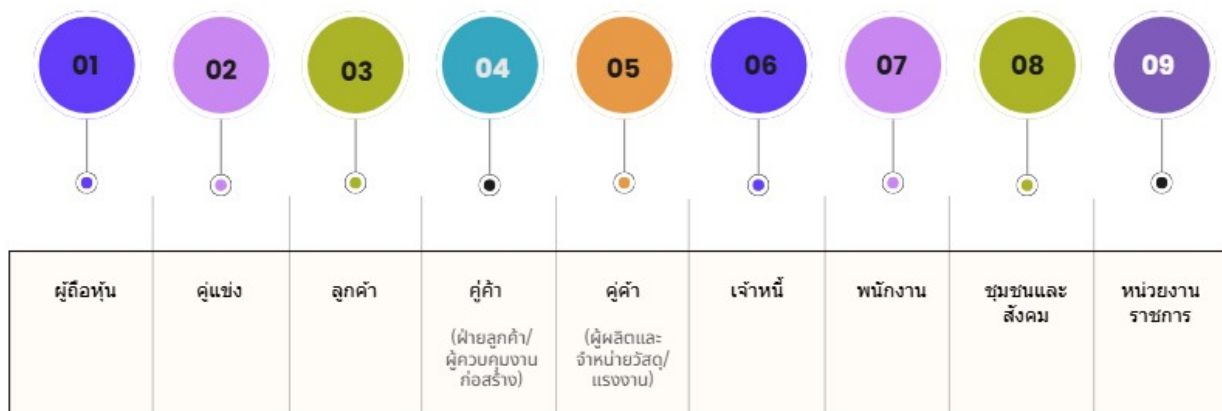 01
02
03
04
05
06
07
08
09
ผู้ถือหุ้น
คู่แข่ง
ลูกค้า
คู่ค้า
(ฝ่ายลูกค้า/
ผู้ควบคุมงาน
ก่อสร้าง)
คู่ค้า
(ผู้ผลิตและ
จำหน่ายวัสดุ/
แรงงาน)
เจ้าหนี้
พนักงาน
ชุมชนและ
สังคม
หน่วยงาน
ราชการ